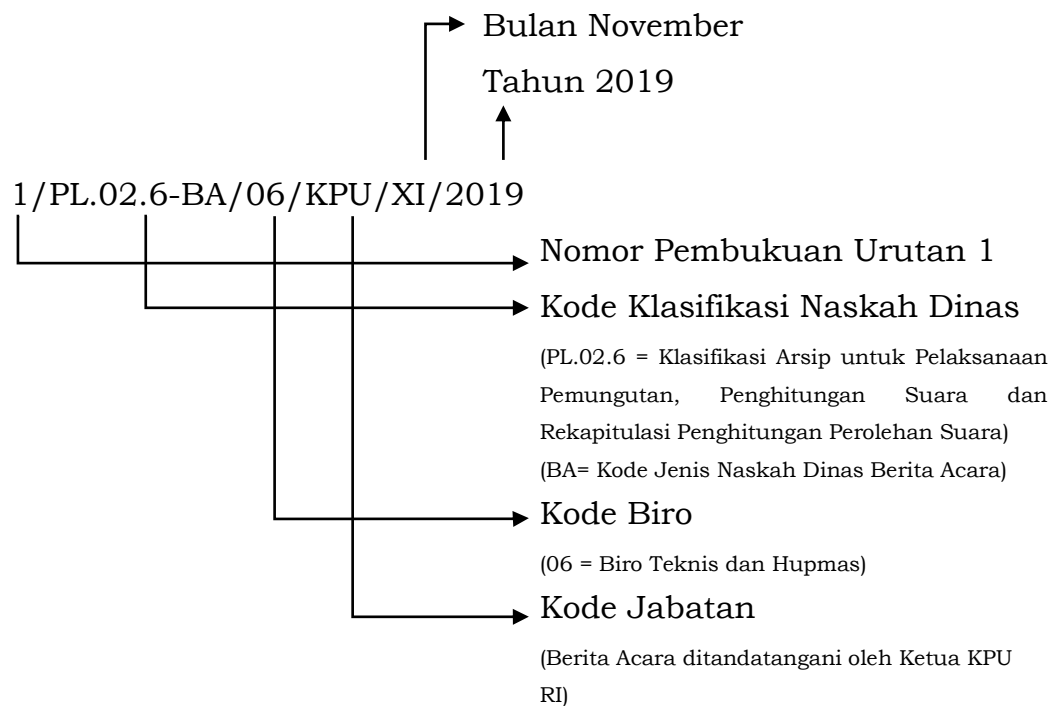 Bulan November
Tahun 2019
1/PL.02.6-BA/06/KPU/XI/2019
Nomor Pembukuan Urutan 1
Kode Klasifikasi Naskah Dinas
(PL.02.6 = Klasifikasi Arsip untuk Pelaksanaan
Pemungutan, Penghitungan Suara dan
Rekapitulasi Penghitungan Perolehan Suara)
(BA= Kode Jenis Naskah Dinas Berita Acara)
Kode Biro
(06 = Biro Teknis dan Hupmas)
Kode Jabatan
(Berita Acara ditandatangani oleh Ketua KPU
RI)